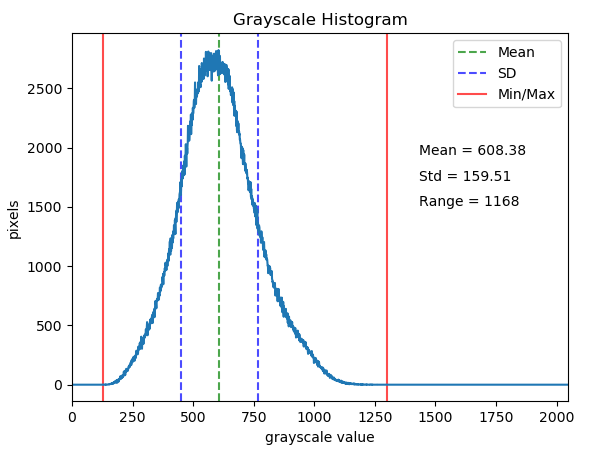 Grayscale Histogram
Mean
SD
Min/Max
Mean = 608.38
Std = 159.51
Range = 1168
pixels
2500
2000
1500
1000
500
0
0
250
500
750
1000
1250
1500
1750
2000
grayscale value